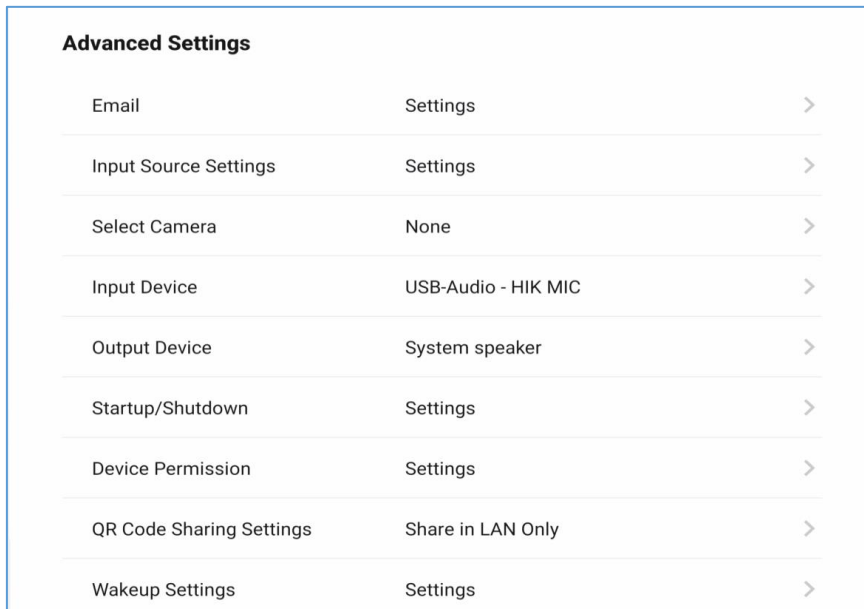 Advanced Settings
Email Settings
Input Source Settings Settings
Select Camera None
Input Device USB-Audio - HIK MIC
Output Device System speaker
Startup/Shutdown Settings
Device Permission Settings
QR Code Sharing Settings Share in LAN Only
Wakeup Settings Settings